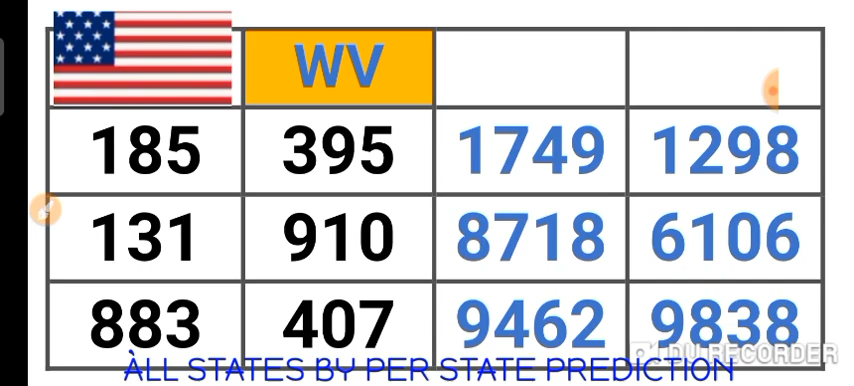 WV
185 395 1749 1298
131 910 8718 6106
883 407 9462 9838
DU RECORDER
ÀLL STATES BY PER STATE PREDICTION